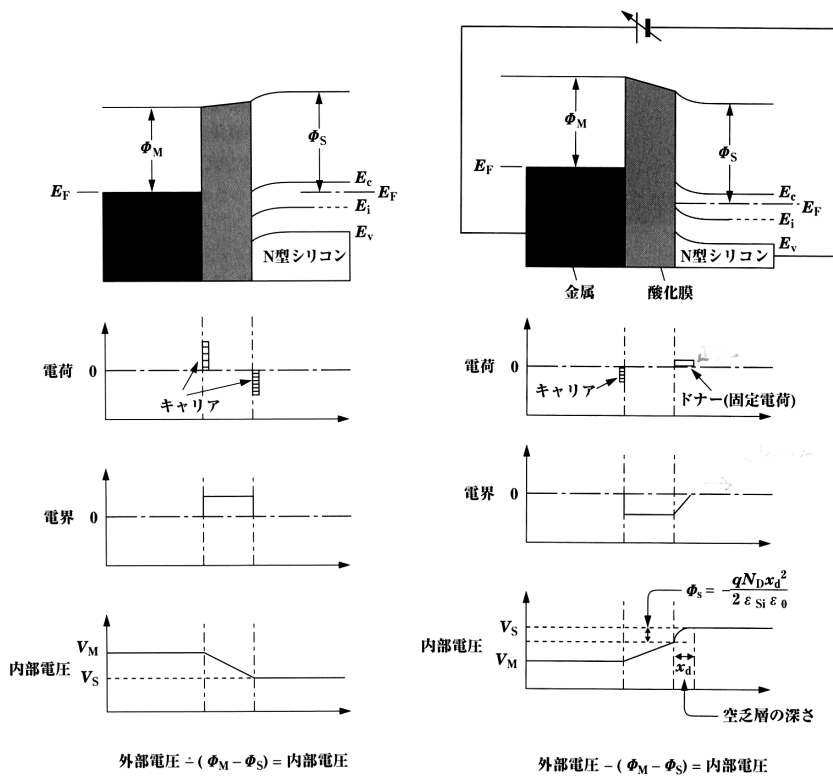 Φ_M
Φ_S
E_F
E_c
E_F
E_i
E_v
N型シリコン
電荷 0
キャリア
電界 0
内部電圧
V_M
V_S
外部電圧 ÷ ( Φ_M − Φ_S ) = 内部電圧
Φ_M
Φ_S
E_F
E_c
E_F
E_i
E_v
N型シリコン
金属
酸化膜
電荷 0
キャリア
ドナー(固定電荷)
電界 0
Φ_s = − qN_D x_d² / 2 ε_Si ε_0
V_S
内部電圧
V_M
x_d
空乏層の深さ
外部電圧 − ( Φ_M − Φ_S ) = 内部電圧